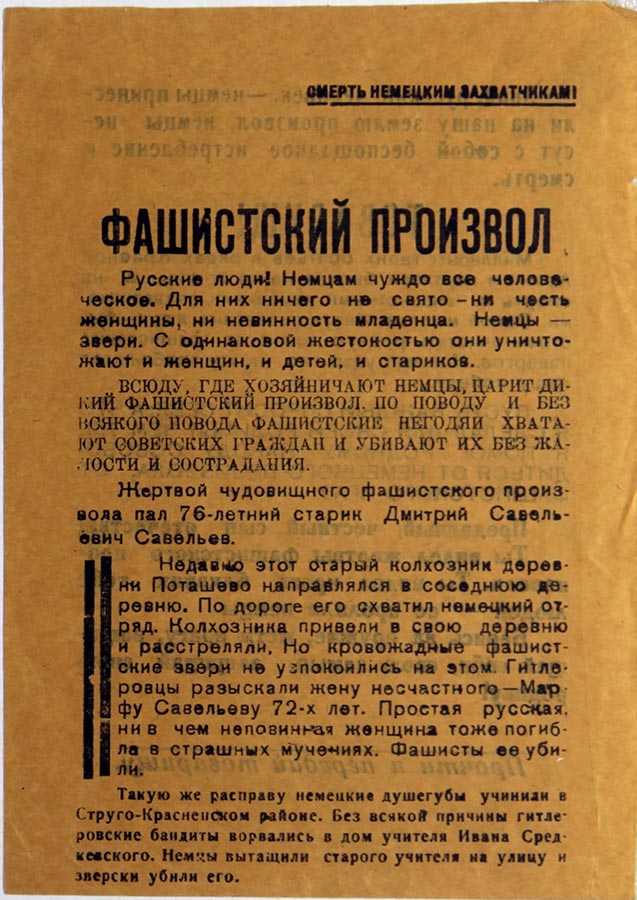 СМЕРТЬ НЕМЕЦКИМ ЗАХВАТЧИКАМ!
ФАШИСТСКИЙ ПРОИЗВОЛ
Русские люди! Немцам чуждо все челове-
ческое. Для них ничего не свято – ни честь
женщины, ни невинность младенца. Немцы —
звери. С одинаковой жестокостью они уничто-
жают и женщин, и детей, и стариков.
ВСЮДУ, ГДЕ ХОЗЯЙНИЧАЮТ НЕМЦЫ, ЦАРИТ ДИ-
КИЙ ФАШИСТСКИЙ ПРОИЗВОЛ. ПО ПОВОДУ И БЕЗ
ВСЯКОГО ПОВОДА ФАШИСТСКИЕ НЕГОДЯИ ХВАТА-
ЮТ СОВЕТСКИХ ГРАЖДАН И УБИВАЮТ ИХ БЕЗ ЖА-
ЛОСТИ И СОСТРАДАНИЯ.
Жертвой чудовищного фашистского произ-
вола пал 76-летний старик Дмитрий Савель-
евич Савельев.
Недавно этот старый колхозник дерев-
ни Поташево направлялся в соседнюю де-
ревню. По дороге его схватил немецкий от-
ряд. Колхозника привели в свою деревню
и расстреляли. Но кровожадные фашист-
ские звери не успокоились на этом. Гитле-
ровцы разыскали жену несчастного — Мар-
фу Савельеву 72-х лет. Простая русская,
ни в чем неповинная женщина тоже погиб-
ла в страшных мучениях. Фашисты ее уби-
ли.
Такую же расправу немецкие душегубы учинили в
Струго-Красненском районе. Без всякой причины гитле-
ровские бандиты ворвались в дом учителя Ивана Сред-
кевского. Немцы вытащили старого учителя на улицу и
зверски убили его.